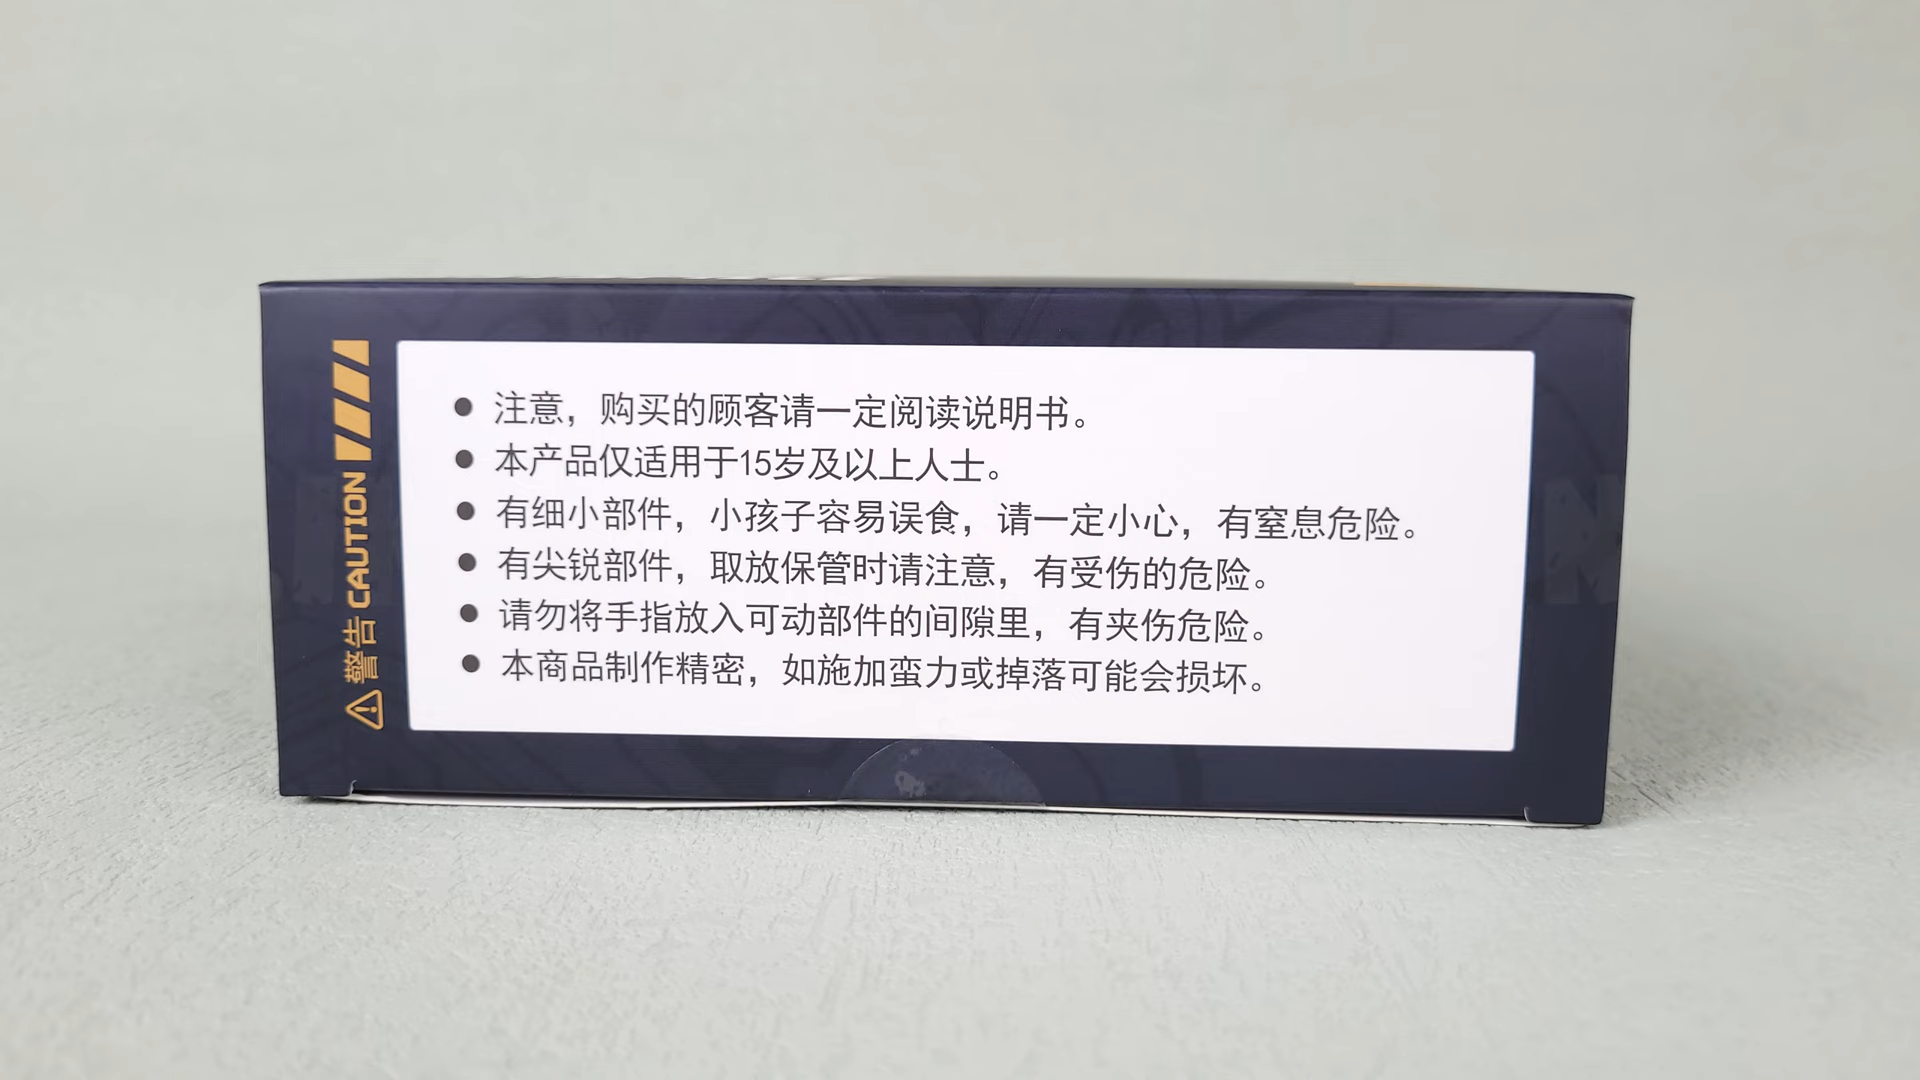 警告 CAUTION
● 注意，购买的顾客请一定阅读说明书。
● 本产品仅适用于15岁及以上人士。
● 有细小部件，小孩子容易误食，请一定小心，有窒息危险。
● 有尖锐部件，取放保管时请注意，有受伤的危险。
● 请勿将手指放入可动部件的间隙里，有夹伤危险。
● 本商品制作精密，如施加蛮力或掉落可能会损坏。